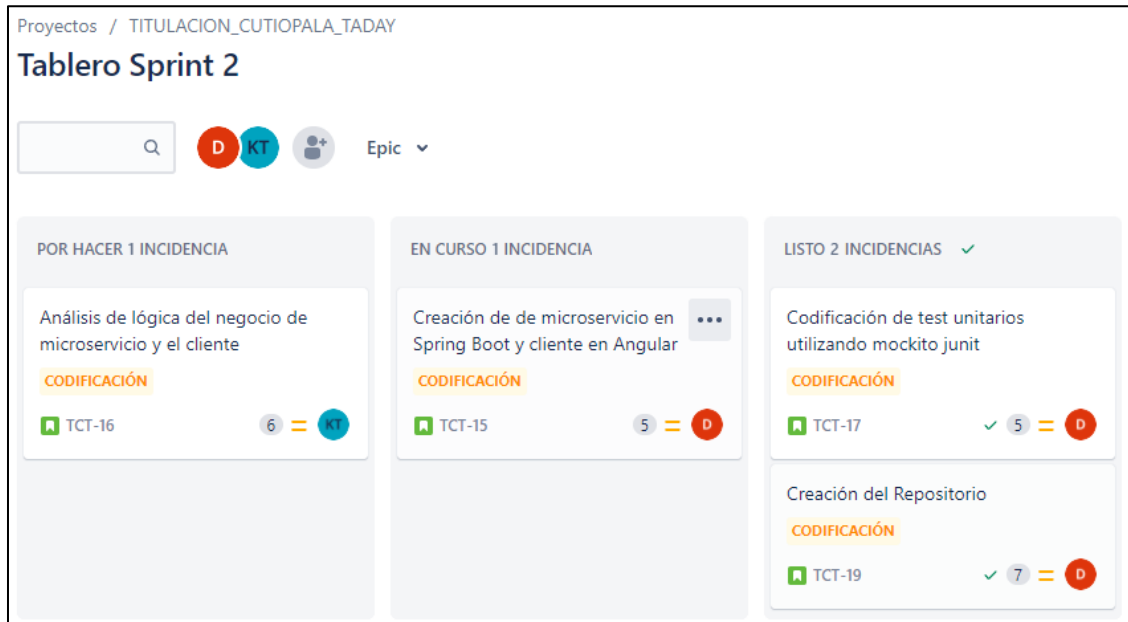 Proyectos / TITULACION_CUTIOPALA_TADAY
Tablero Sprint 2
D KT Epic
POR HACER 1 INCIDENCIA
Análisis de lógica del negocio de
microservicio y el cliente
CODIFICACIÓN
TCT-16 6 KT
EN CURSO 1 INCIDENCIA
Creación de de microservicio en
Spring Boot y cliente en Angular
CODIFICACIÓN
TCT-15 5 D
LISTO 2 INCIDENCIAS
Codificación de test unitarios
utilizando mockito junit
CODIFICACIÓN
TCT-17 5 D
Creación del Repositorio
CODIFICACIÓN
TCT-19 7 D